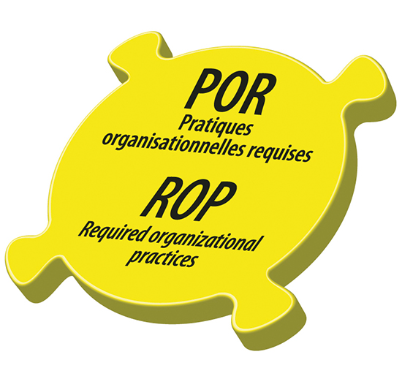 POR
Pratiques
organisationnelles requises
ROP
Required organizational
practices